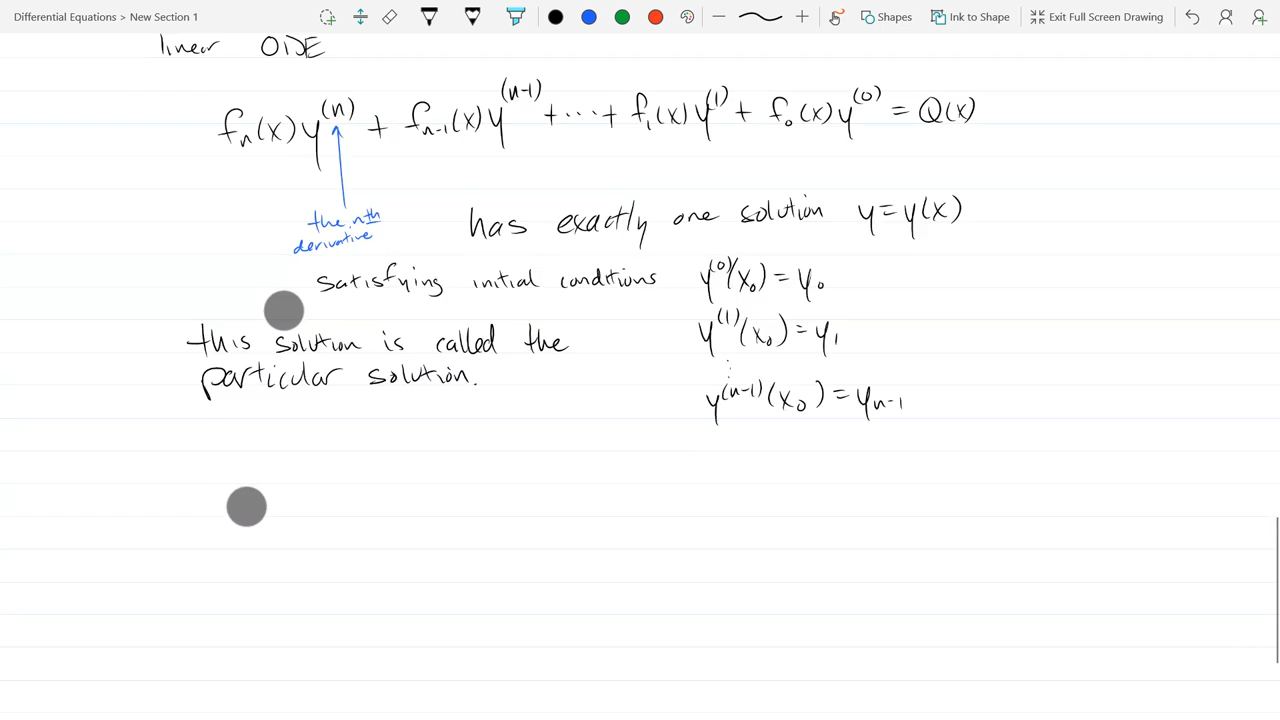 Differential Equations > New Section 1
Shapes
Ink to Shape
Exit Full Screen Drawing
linear ODE
fₙ(x) y⁽ⁿ⁾ + fₙ₋₁(x) y⁽ⁿ⁻¹⁾ + ⋯ + f₁(x) y⁽¹⁾ + f₀(x) y⁽⁰⁾ = Q(x)
the nth
derivative
has exactly one solution y = y(x)
satisfying initial conditions y⁽⁰⁾(x₀) = y₀
y⁽¹⁾(x₀) = y₁
⋮
y⁽ⁿ⁻¹⁾(x₀) = yₙ₋₁
this solution is called the
particular solution.